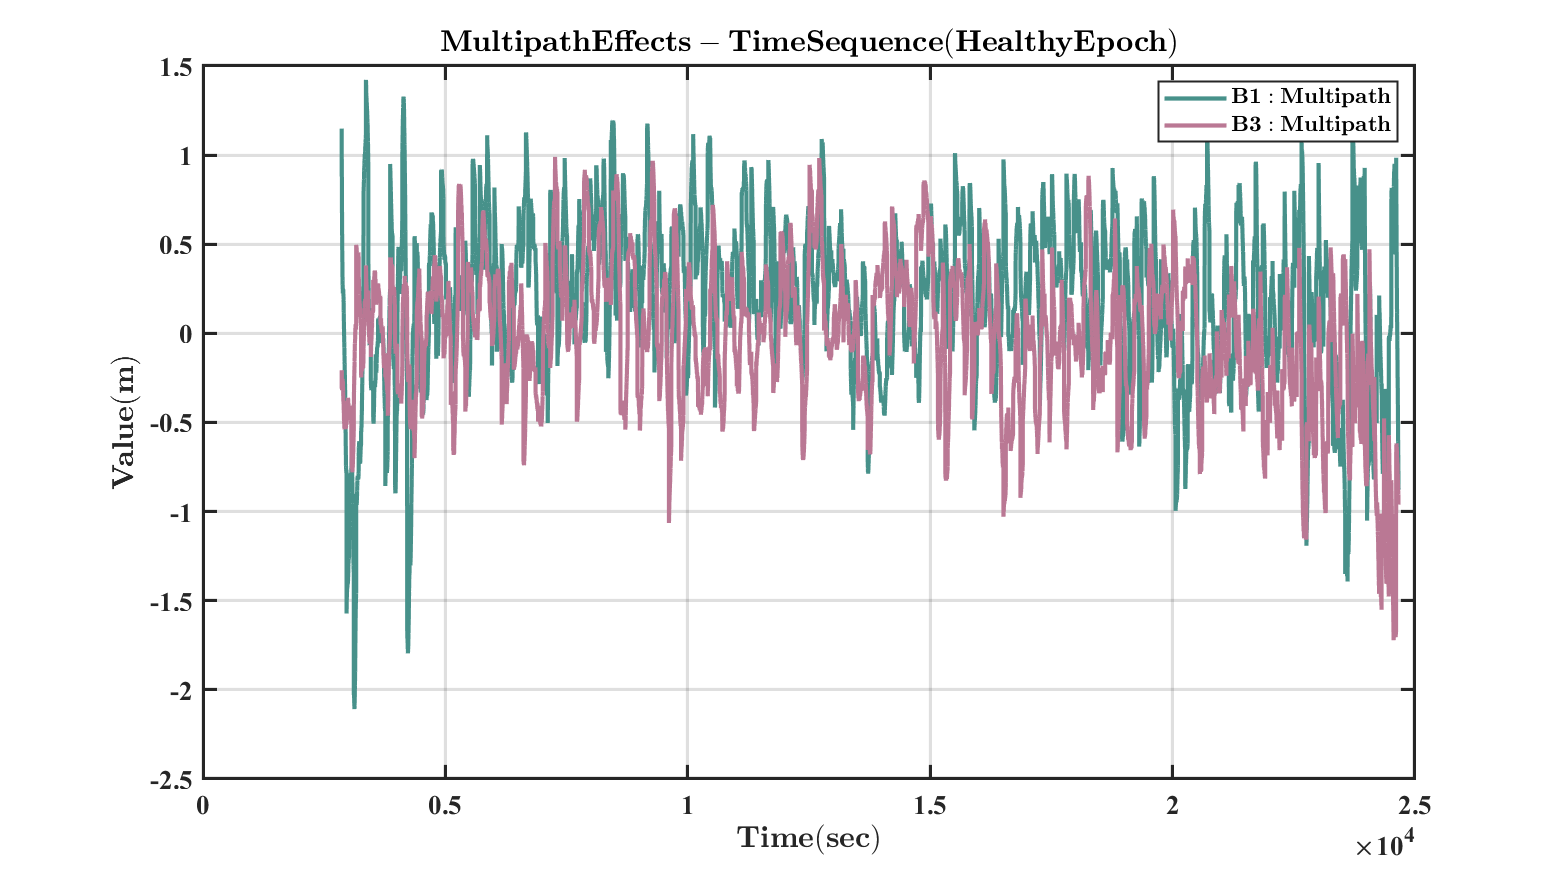 MultipathEffects – TimeSequence(HealthyEpoch)
B1 : Multipath
B3 : Multipath
1.5
1
0.5
0
-0.5
-1
-1.5
-2
-2.5
Value(m)
0 0.5 1 1.5 2 2.5
Time(sec)
×10⁴